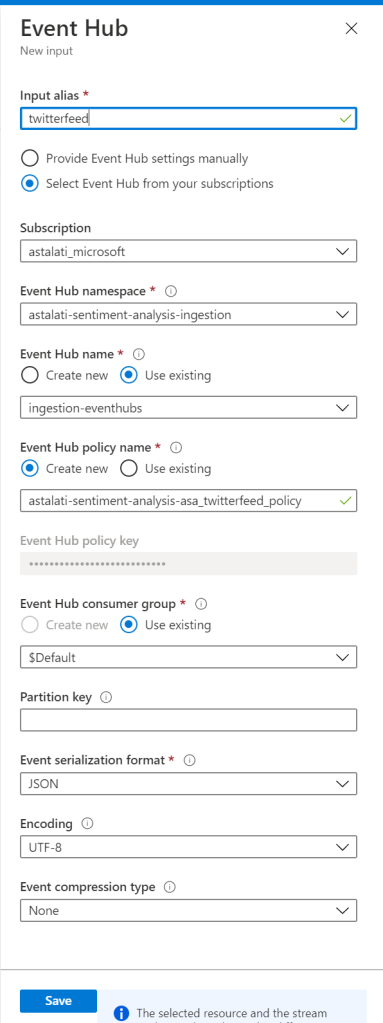 Event Hub
New input
Input alias *
twitterfeed
Provide Event Hub settings manually
Select Event Hub from your subscriptions
Subscription
astalati_microsoft
Event Hub namespace *
astalati-sentiment-analysis-ingestion
Event Hub name *
Create new Use existing
ingestion-eventhubs
Event Hub policy name *
Create new Use existing
astalati-sentiment-analysis-asa_twitterfeed_policy
Event Hub policy key
••••••••••••••••••••••••••
Event Hub consumer group *
Create new Use existing
$Default
Partition key
Event serialization format *
JSON
Encoding
UTF-8
Event compression type
None
Save
The selected resource and the stream